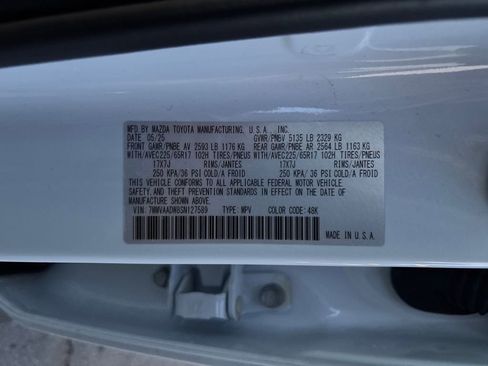 MFD.BY MAZDA TOYOTA MANUFACTURING, U.S.A., INC.
DATE: 05/25 GVWR/PNBV 5135 LB 2329 KG
FRONT GAWR/PNBE AV 2593 LB 1176 KG REAR GAWR/PNBE AR 2564 LB 1163 KG
WITH/AVEC225/65R17 102H TIRES/PNEUS WITH/AVEC225/65R17 102H TIRES/PNEUS
17X7J RIMS/JANTES 17X7J RIMS/JANTES
250 KPA/ 36 PSI COLD/A FROID 250 KPA/ 36 PSI COLD/A FROID
THIS VEHICLE CONFORMS TO ALL APPLICABLE FEDERAL MOTOR VEHICLE
SAFETY, AND THEFT PREVENTION STANDARDS IN EFFECT ON THE DATE OF
MANUFACTURE SHOWN ABOVE.
VIN: 7MMVAADW8SN127589 TYPE: MPV COLOR CODE: 48K
MADE IN U.S.A.